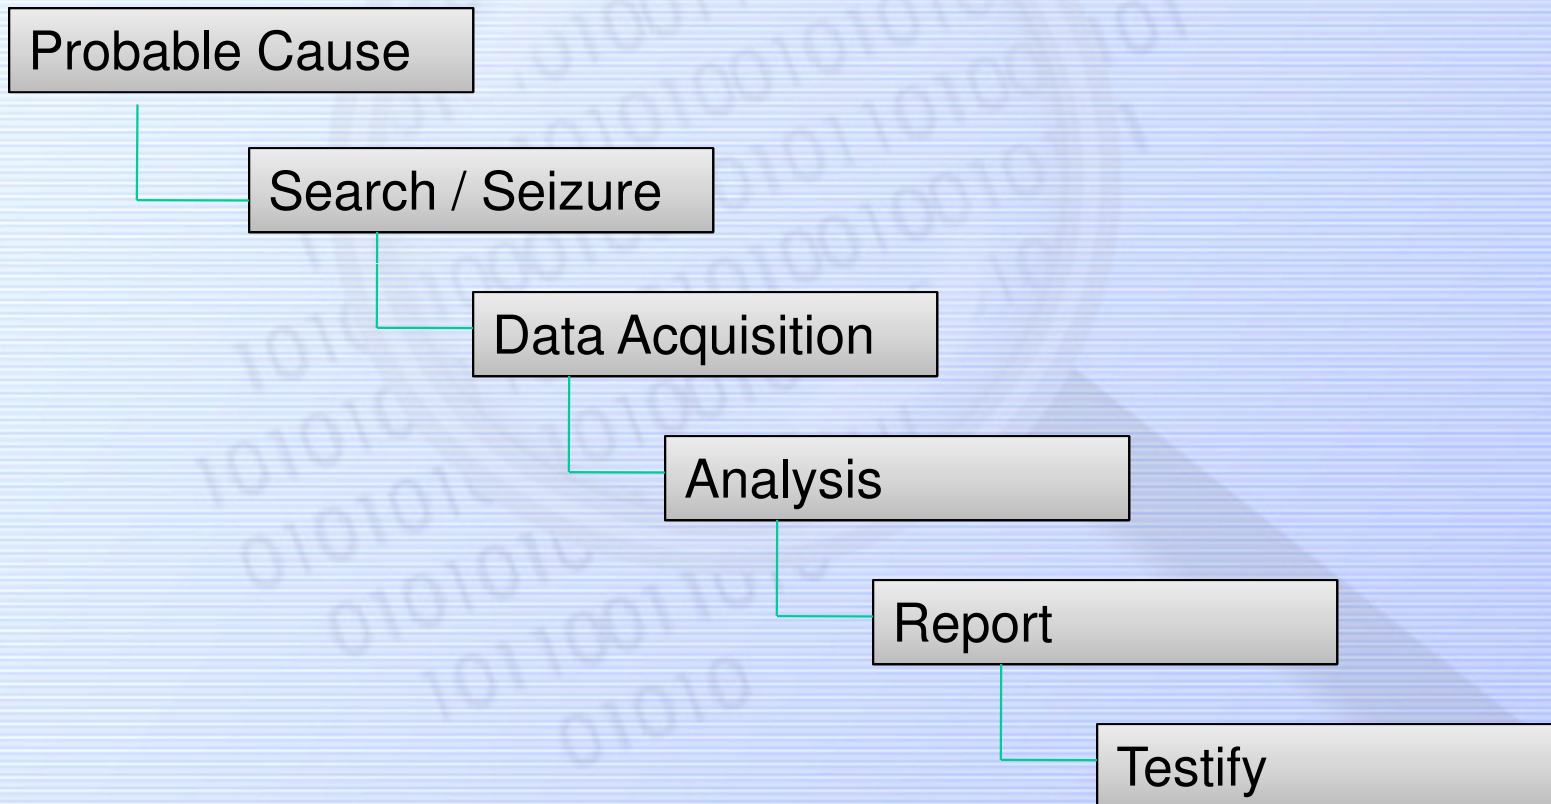 Probable Cause
Search / Seizure
Data Acquisition
Analysis
Report
Testify